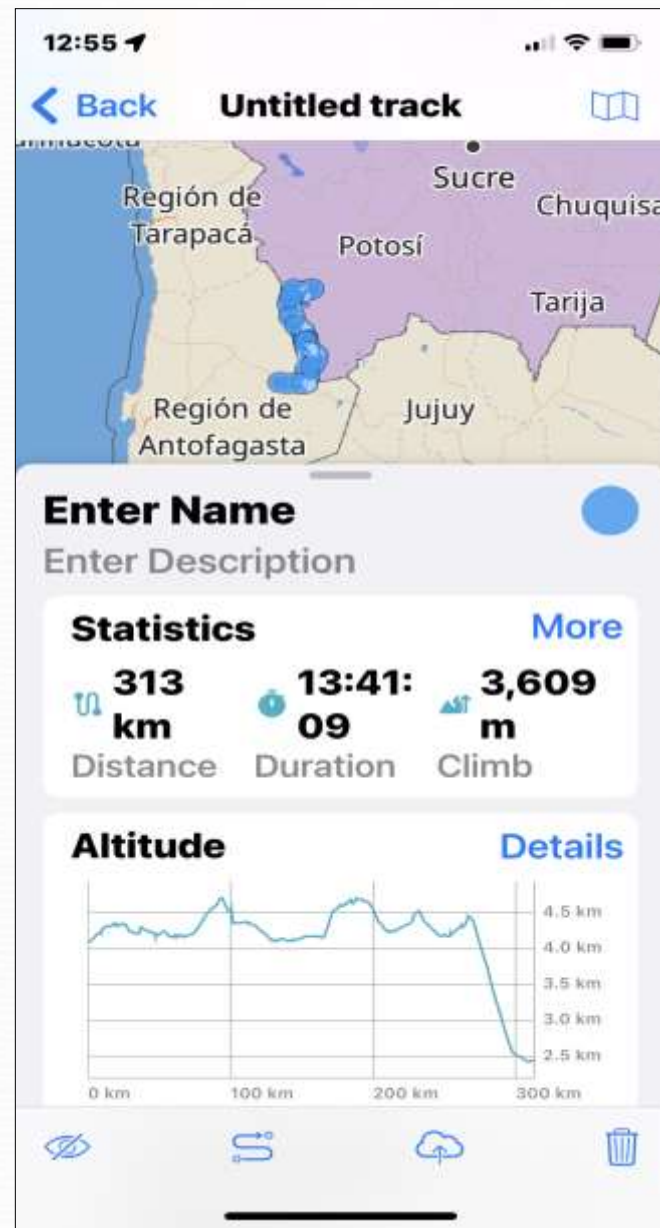 12:55
Back Untitled track
Sucre
Región de
Tarapacá
Chuquisa
Potosí
Tarija
Región de
Antofagasta
Jujuy
Enter Name
Enter Description
Statistics More
313
km
Distance
13:41:
09
Duration
3,609
m
Climb
Altitude Details
4.5 km
4.0 km
3.5 km
3.0 km
2.5 km
0 km 100 km 200 km 300 km